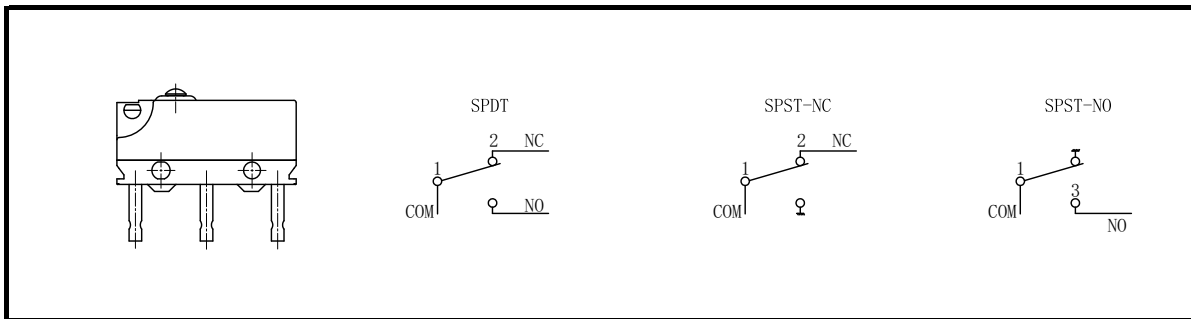 SPDT SPST-NC SPST-NO
2 NC 2 NC
1 1 1
3
COM NO COM COM
NO